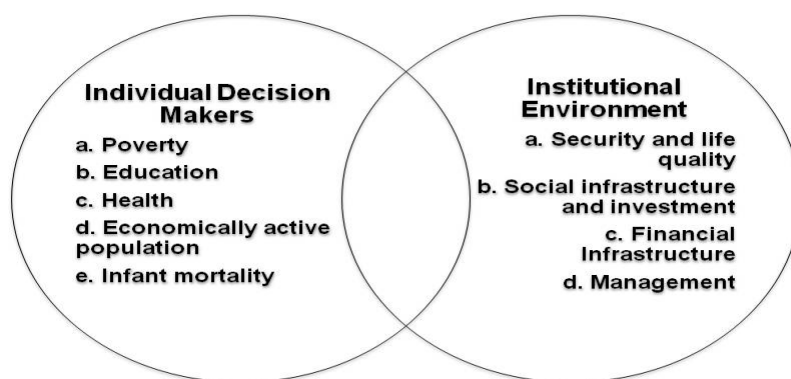 Individual Decision
Makers
a. Poverty
b. Education
c. Health
d. Economically active
population
e. Infant mortality
Institutional
Environment
a. Security and life
quality
b. Social infrastructure
and investment
c. Financial
Infrastructure
d. Management